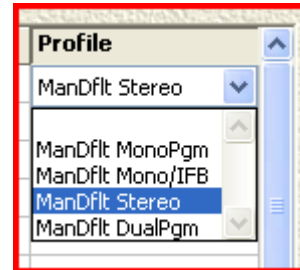 Profile
ManDflt Stereo
ManDflt MonoPgm
ManDflt Mono/IFB
ManDflt Stereo
ManDflt DualPgm